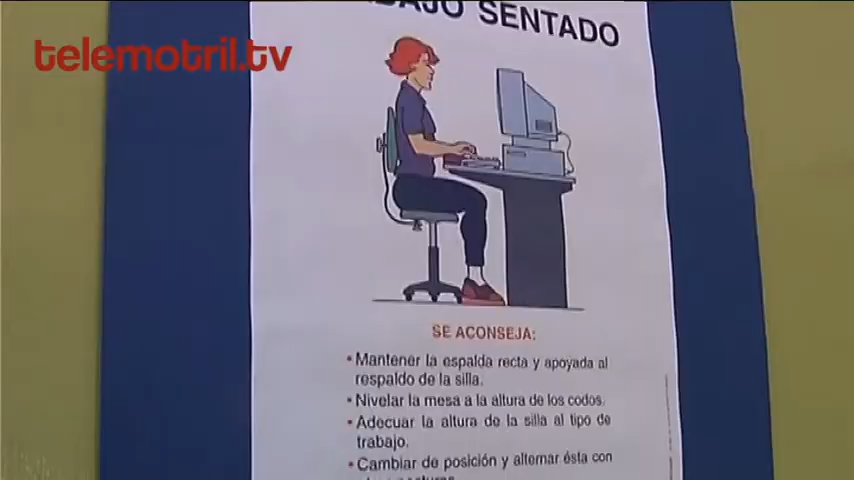 SENTADO
telemotril.tv
SE ACONSEJA:
• Mantener la espalda recta y apoyada al
respaldo de la silla.
• Nivelar la mesa a la altura de los codos.
• Adecuar la altura de la silla al tipo de
trabajo.
• Cambiar de posición y alternar ésta con